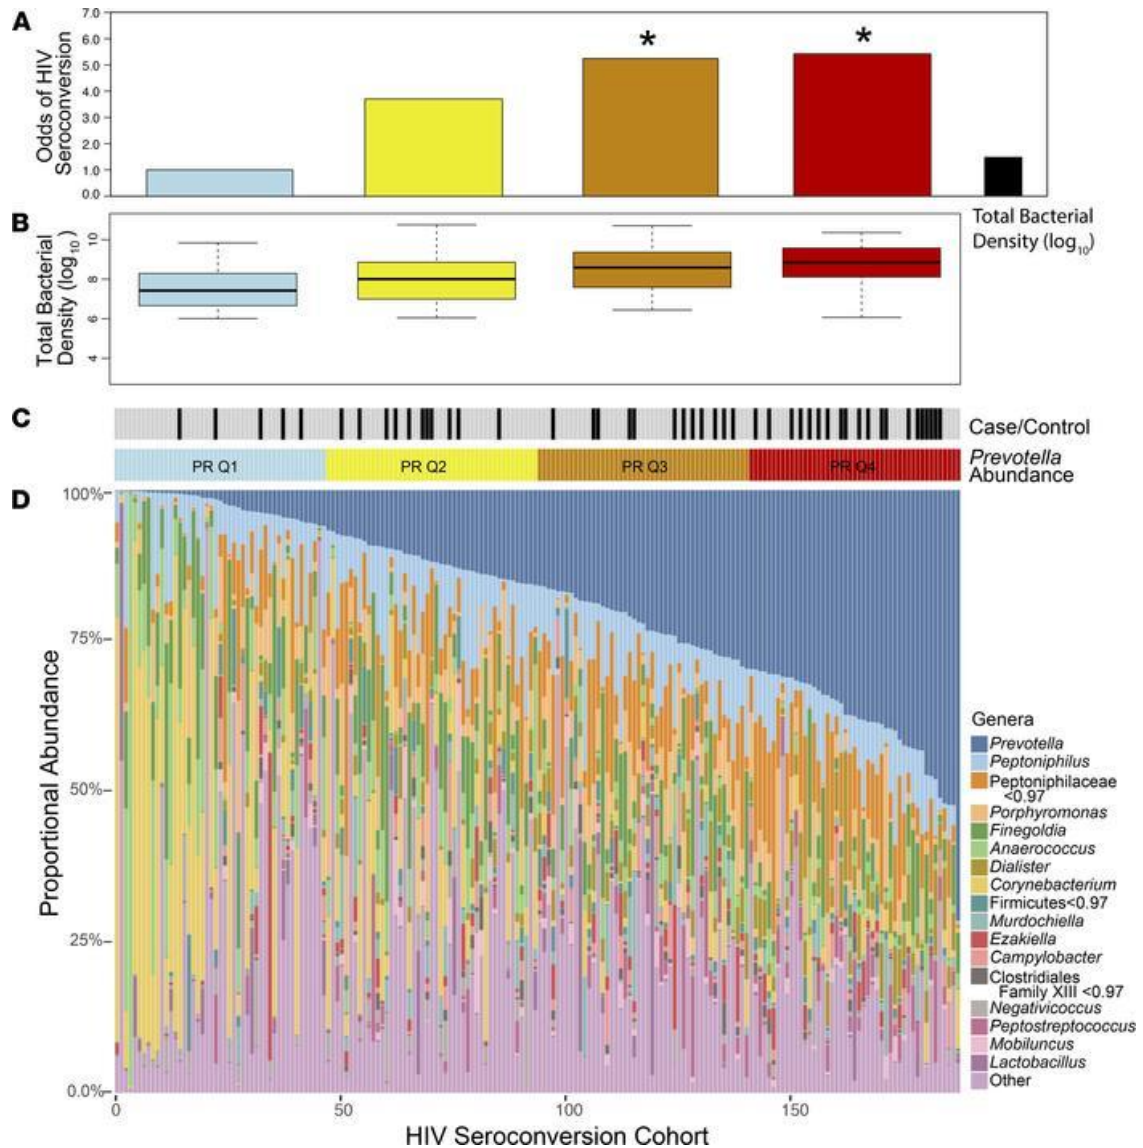 A
Odds of HIV
Seroconversion
7.0
6.0
5.0
4.0
3.0
2.0
1.0
0.0
*
*
Total Bacterial
Density (log10)
B
Total Bacterial
Density (log10)
10
8
6
4
C
Case/Control
PR Q1
PR Q2
PR Q3
PR Q4
Prevotella
Abundance
D
Proportional Abundance
100%
75%
50%
25%
0.0%
0
50
100
150
HIV Seroconversion Cohort
Genera
Prevotella
Peptoniphilus
Peptoniphilaceae
<0.97
Porphyromonas
Finegoldia
Anaerococcus
Dialister
Corynebacterium
Firmicutes<0.97
Murdochiella
Ezakiella
Campylobacter
Clostridiales
Family XIII <0.97
Negativicoccus
Peptostreptococcus
Mobiluncus
Lactobacillus
Other